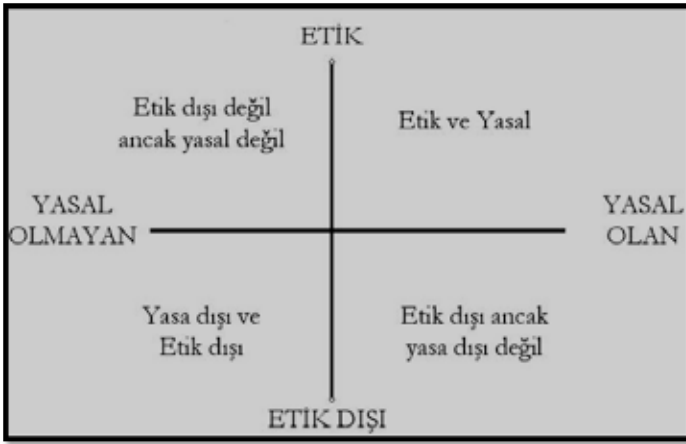 ETİK
Etik dışı değil
ancak yasal değil
Etik ve Yasal
YASAL
OLMAYAN
YASAL
OLAN
Yasa dışı ve
Etik dışı
Etik dışı ancak
yasa dışı değil
ETİK DIŞI